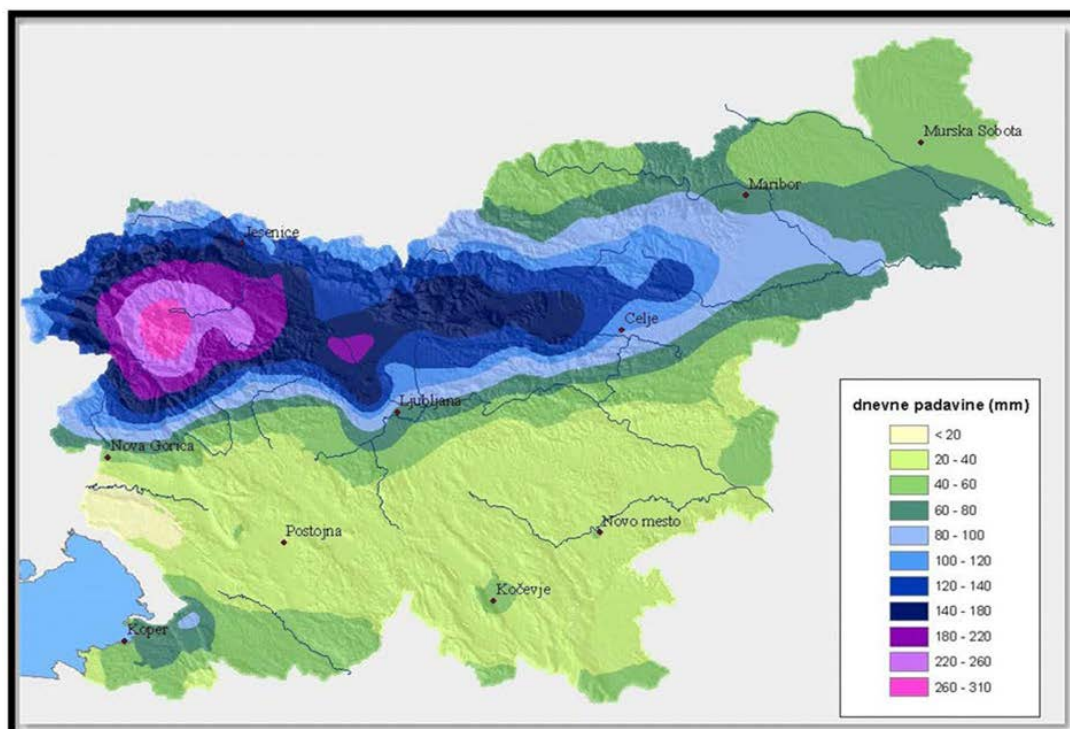 Murska Sobota
Maribor
Jesenice
Celje
Ljubljana
Nova Gorica
Postojna
Novo mesto
Kočevje
Koper
dnevne padavine (mm)
< 20
20 - 40
40 - 60
60 - 80
80 - 100
100 - 120
120 - 140
140 - 180
180 - 220
220 - 260
260 - 310